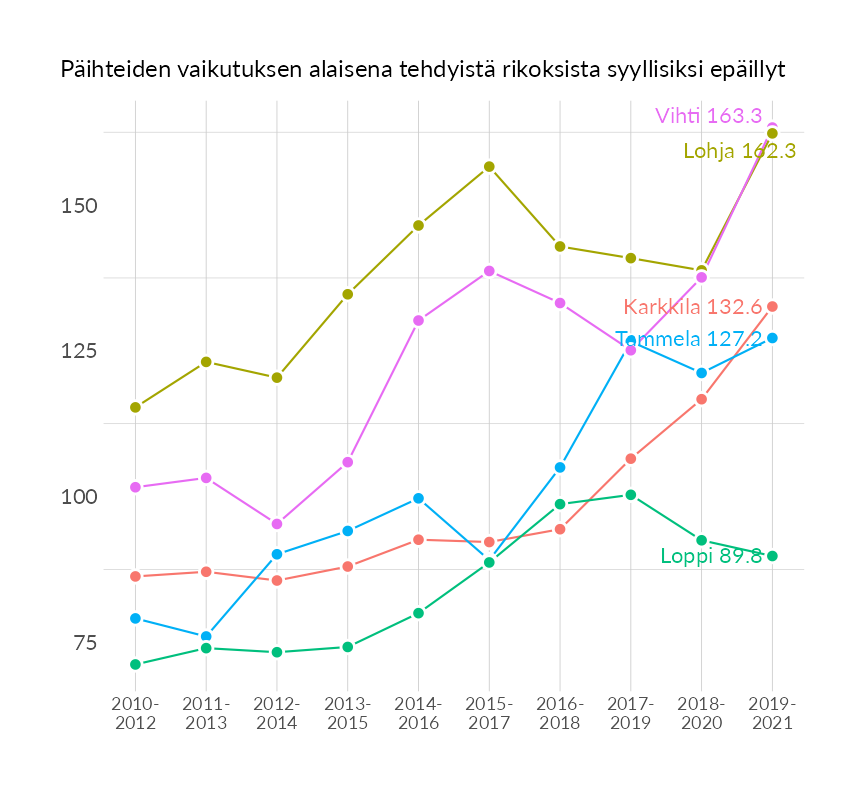 Päihteiden vaikutuksen alaisena tehdyistä rikoksista syyllisiksi epäillyt
Vihti 163.3
Lohja 162.3
150
Karkkila 132.6
Tammela 127.2
125
100
Loppi 89.8
75
2010- 2011- 2012- 2013- 2014- 2015- 2016- 2017- 2018- 2019-
2012 2013 2014 2015 2016 2017 2018 2019 2020 2021